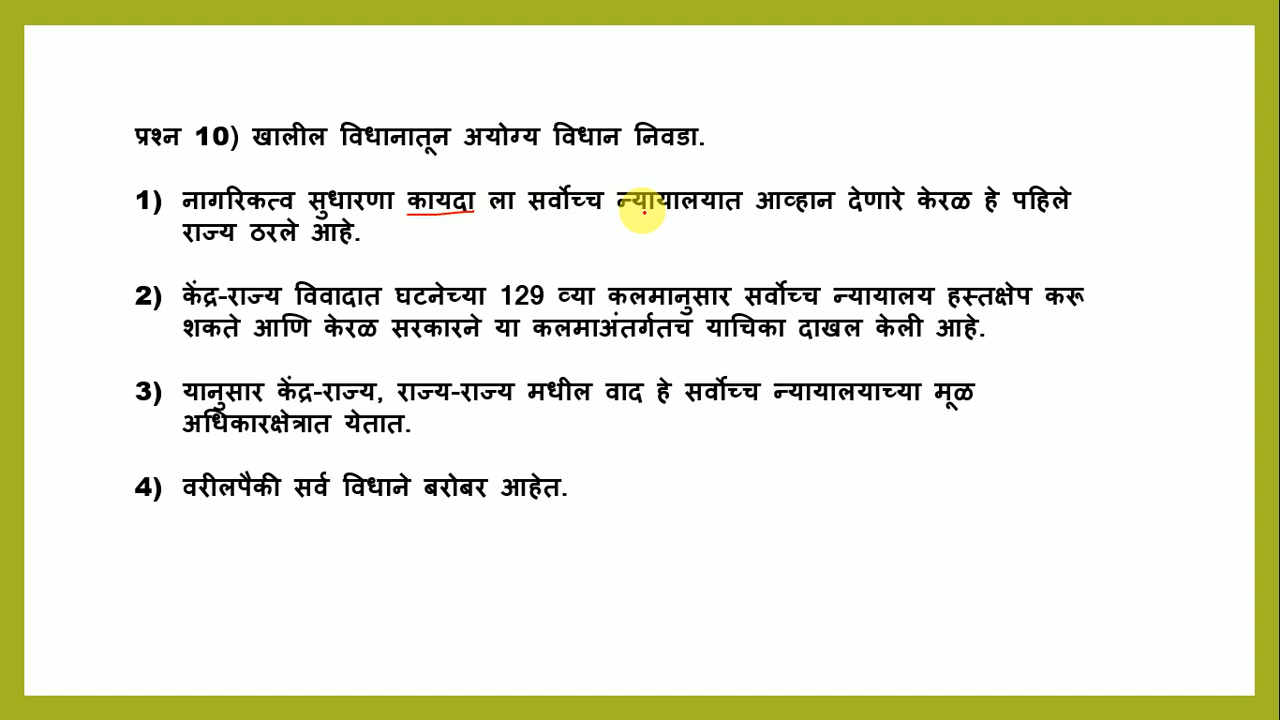 प्रश्न 10) खालील विधानातून अयोग्य विधान निवडा.
1) नागरिकत्व सुधारणा कायदा ला सर्वोच्च न्यायालयात आव्हान देणारे केरळ हे पहिले
राज्य ठरले आहे.
2) केंद्र-राज्य विवादात घटनेच्या 129 व्या कलमानुसार सर्वोच्च न्यायालय हस्तक्षेप करू
शकते आणि केरळ सरकारने या कलमाअंतर्गतच याचिका दाखल केली आहे.
3) यानुसार केंद्र-राज्य, राज्य-राज्य मधील वाद हे सर्वोच्च न्यायालयाच्या मूळ
अधिकारक्षेत्रात येतात.
4) वरीलपैकी सर्व विधाने बरोबर आहेत.